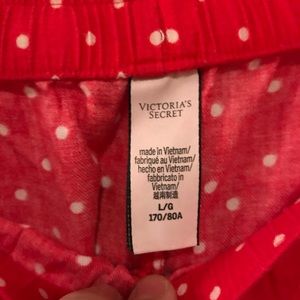 VICTORIA'S
SECRET
made in Vietnam/
fabriqué au Vietnam/
hecho en Vietnam/
fabbricato in
Vietnam/
越南制造
L/G
170/80A